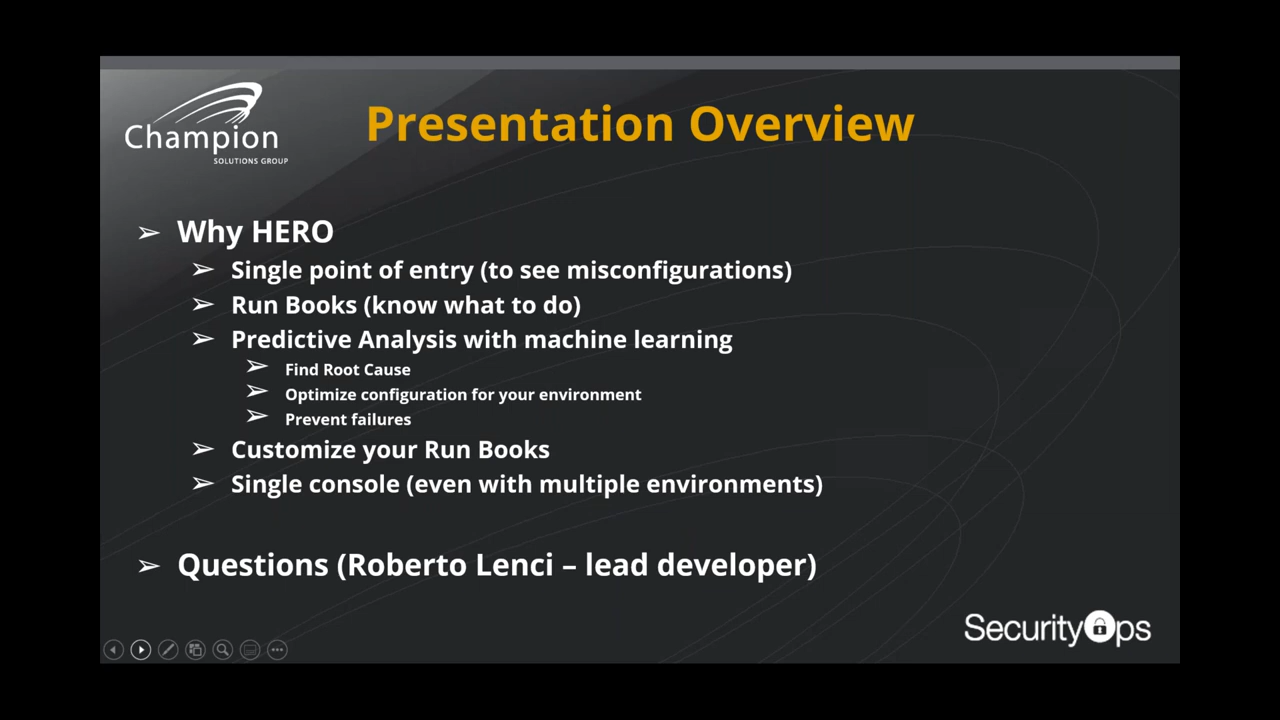 Champion
SOLUTIONS GROUP
Presentation Overview
➢ Why HERO
➢ Single point of entry (to see misconfigurations)
➢ Run Books (know what to do)
➢ Predictive Analysis with machine learning
➢ Find Root Cause
➢ Optimize configuration for your environment
➢ Prevent failures
➢ Customize your Run Books
➢ Single console (even with multiple environments)
➢ Questions (Roberto Lenci – lead developer)
SecurityOps